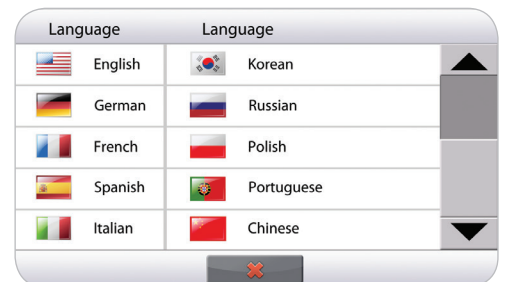 Language Language
English Korean
German Russian
French Polish
Spanish Portuguese
Italian Chinese